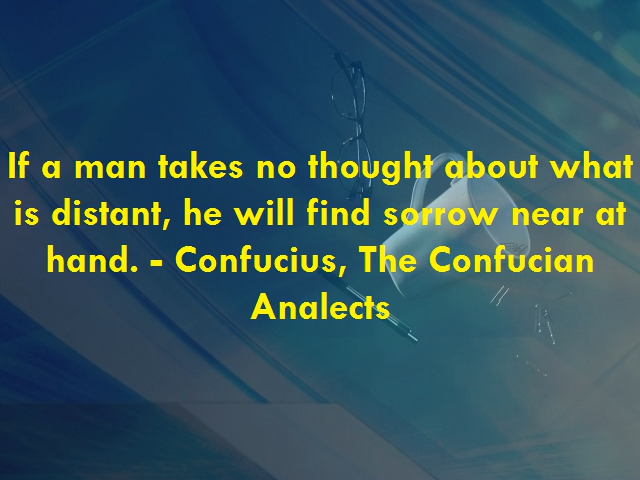 If a man takes no thought about what
is distant, he will find sorrow near at
hand. - Confucius, The Confucian
Analects